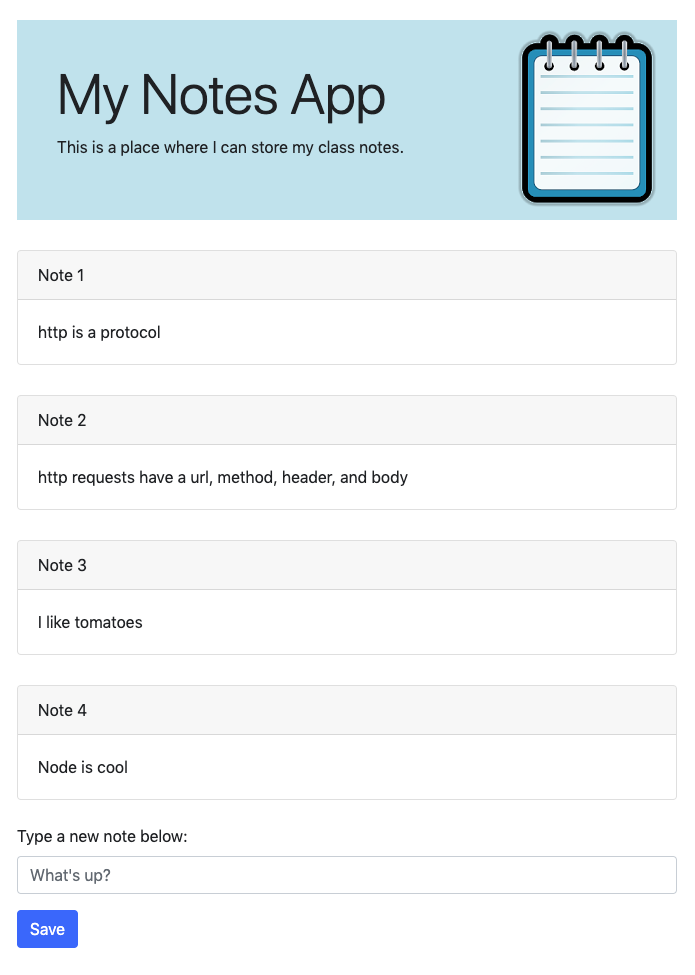 My Notes App
This is a place where I can store my class notes.
Note 1
http is a protocol
Note 2
http requests have a url, method, header, and body
Note 3
I like tomatoes
Note 4
Node is cool
Type a new note below:
What's up?
Save